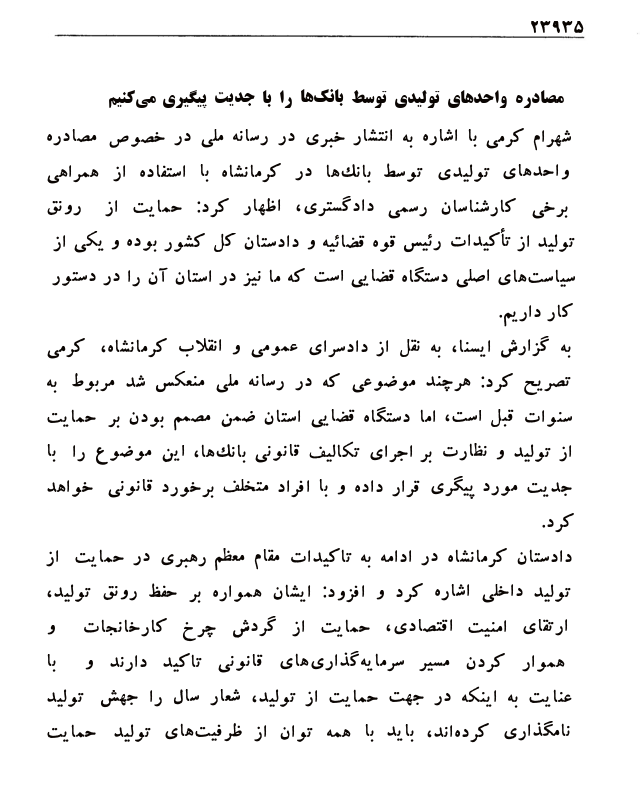 ۲۳۹۳۵
مصادره واحدهای تولیدی توسط بانک‌ها را با جدیت پیگیری می‌کنیم
شهرام کرمی با اشاره به انتشار خبری در رسانه ملی در خصوص مصادره
واحدهای تولیدی توسط بانك‌ها در کرمانشاه با استفاده از همراهی
برخی کارشناسان رسمی دادگستری، اظهار کرد: حمایت از رونق
تولید از تأکیدات رئیس قوه قضائیه و دادستان کل کشور بوده و یکی از
سیاست‌های اصلی دستگاه قضایی است که ما نیز در استان آن را در دستور
کار داریم.
به گزارش ایسنا، به نقل از دادسرای عمومی و انقلاب کرمانشاه، کرمی
تصریح کرد: هرچند موضوعی که در رسانه ملی منعکس شد مربوط به
سنوات قبل است، اما دستگاه قضایی استان ضمن مصمم بودن بر حمایت
از تولید و نظارت بر اجرای تکالیف قانونی بانك‌ها، این موضوع را با
جدیت مورد پیگری قرار داده و با افراد متخلف برخورد قانونی خواهد
کرد.
دادستان کرمانشاه در ادامه به تاکیدات مقام معظم رهبری در حمایت از
تولید داخلی اشاره کرد و افزود: ایشان همواره بر حفظ رونق تولید،
ارتقای امنیت اقتصادی، حمایت از گردش چرخ کارخانجات و
هموار کردن مسیر سرمایه‌گذاری‌های قانونی تاکید دارند و با
عنایت به اینکه در جهت حمایت از تولید، شعار سال را جهش تولید
نامگذاری کرده‌اند، باید با همه توان از ظرفیت‌های تولید حمایت